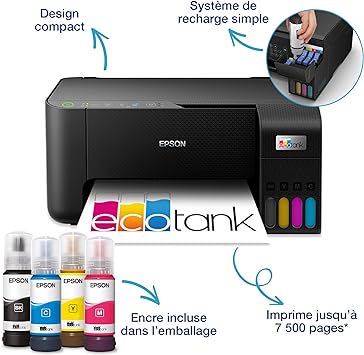 Design
compact
Système de
recharge simple
EPSON
ecotank
EPSON
EPSON
EPSON
EPSON
BK
C
Y
M
Encre incluse
dans l'emballage
Imprime jusqu'à
7 500 pages*